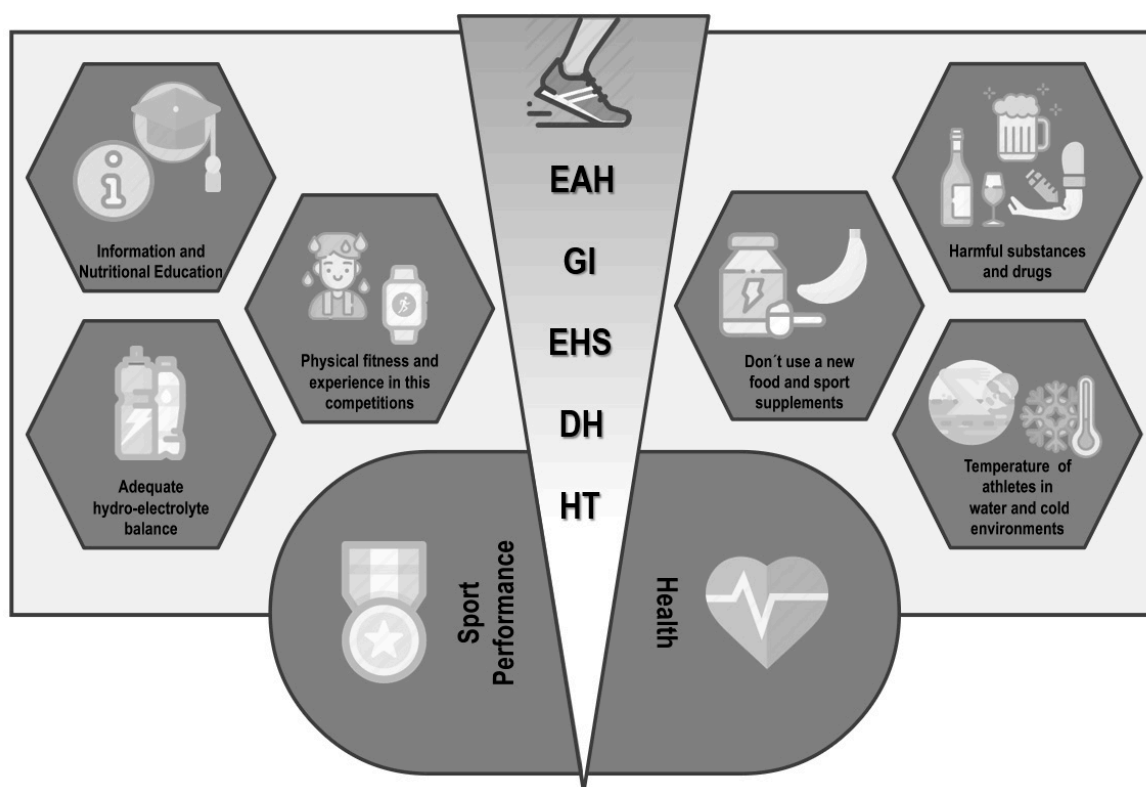 Information and
Nutritional Education
Physical fitness and
experience in this
competitions
Adequate
hydro-electrolyte
balance
EAH
GI
EHS
DH
HT
Harmful substances
and drugs
Don´t use a new
food and sport
supplements
Temperature of
athletes in
water and cold
environments
Sport
Performance
Health